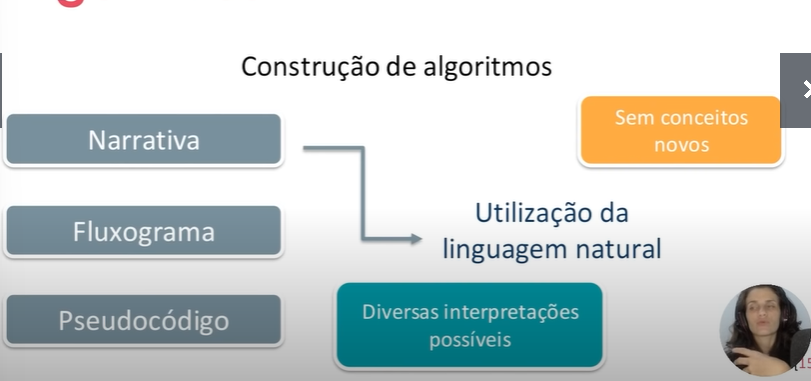 Construção de algoritmos
Narrativa
Sem conceitos
novos
Fluxograma
Utilização da
linguagem natural
Pseudocódigo
Diversas interpretações
possíveis